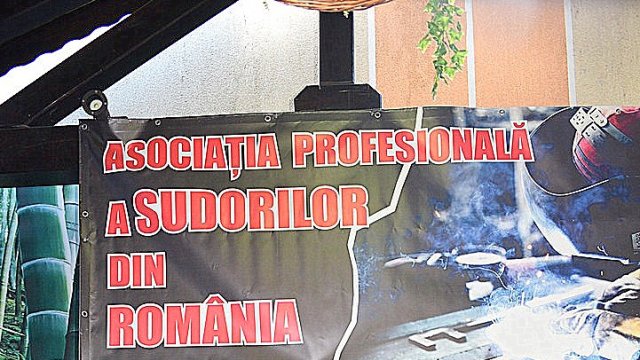 ASOCIAȚIA PROFESIONALĂ
A SUDORILOR
DIN
ROMÂNIA